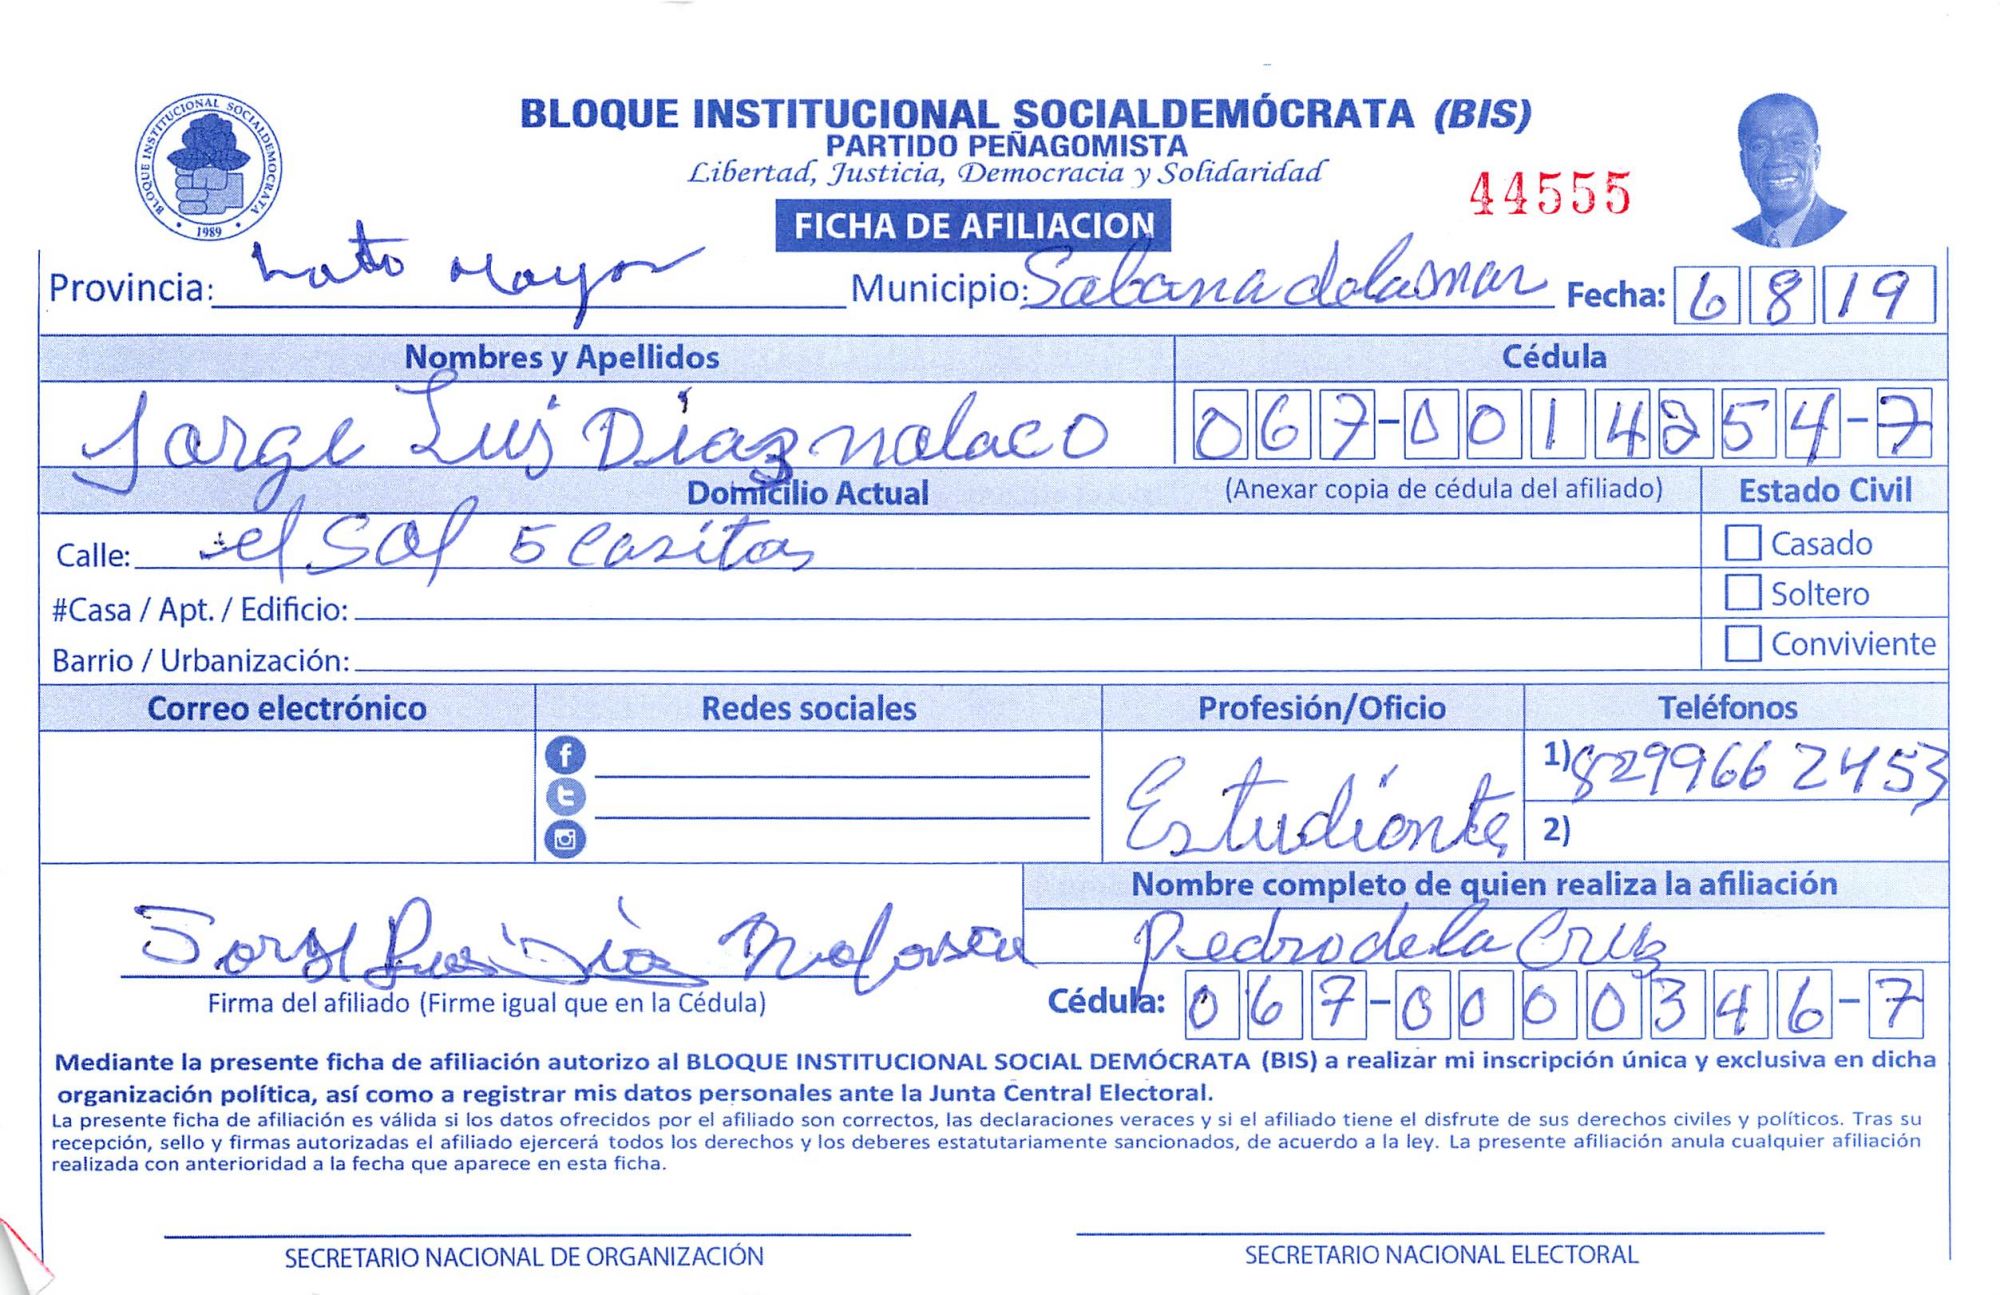 BLOQUE INSTITUCIONAL SOCIALDEMOCRATA
1989
BLOQUE INSTITUCIONAL SOCIALDEMÓCRATA (BIS)
PARTIDO PEÑAGOMISTA
Libertad, Justicia, Democracia y Solidaridad
44555
FICHA DE AFILIACION
Provincia: hato Mayor Municipio: Sabana de la mar Fecha: 6 8 19
Nombres y Apellidos Cédula
Jorge Luis Diaz nolaco 067-0014254-7
Domicilio Actual (Anexar copia de cédula del afiliado) Estado Civil
Calle: el sol 5 casitas Casado
#Casa / Apt. / Edificio: Soltero
Barrio / Urbanización: Conviviente
Correo electrónico Redes sociales Profesión/Oficio Teléfonos
Estudiante 1) 829966 2453
2)
Nombre completo de quien realiza la afiliación
Jorge Luis Dia Pedro de la Cruz
Firma del afiliado (Firme igual que en la Cédula) Cédula: 067-0000346-7
Mediante la presente ficha de afiliación autorizo al BLOQUE INSTITUCIONAL SOCIAL DEMÓCRATA (BIS) a realizar mi inscripción única y exclusiva en dicha
organización política, así como a registrar mis datos personales ante la Junta Central Electoral.
La presente ficha de afiliación es válida si los datos ofrecidos por el afiliado son correctos, las declaraciones veraces y si el afiliado tiene el disfrute de sus derechos civiles y políticos. Tras su
recepción, sello y firmas autorizadas el afiliado ejercerá todos los derechos y los deberes estatutariamente sancionados, de acuerdo a la ley. La presente afiliación anula cualquier afiliación
realizada con anterioridad a la fecha que aparece en esta ficha.
SECRETARIO NACIONAL DE ORGANIZACIÓN SECRETARIO NACIONAL ELECTORAL